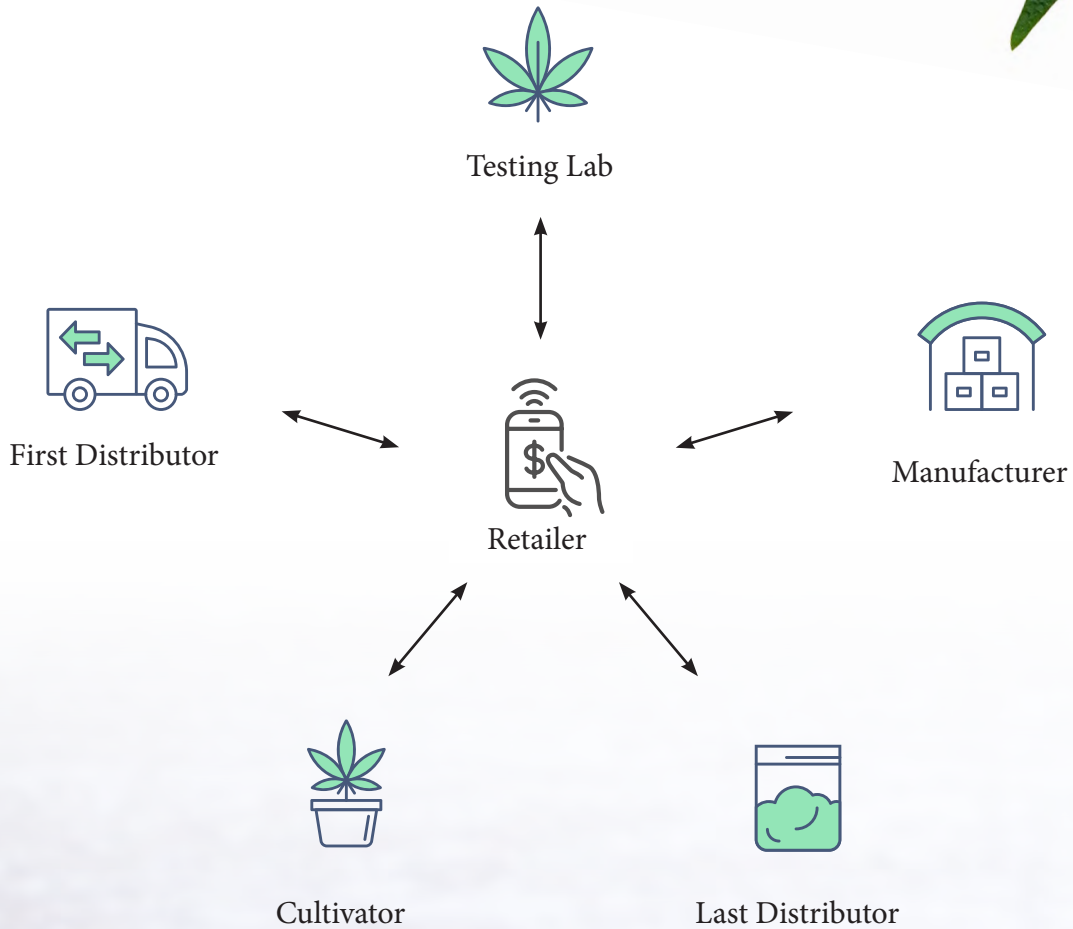 Testing Lab
First Distributor
Manufacturer
$
Retailer
Cultivator
Last Distributor